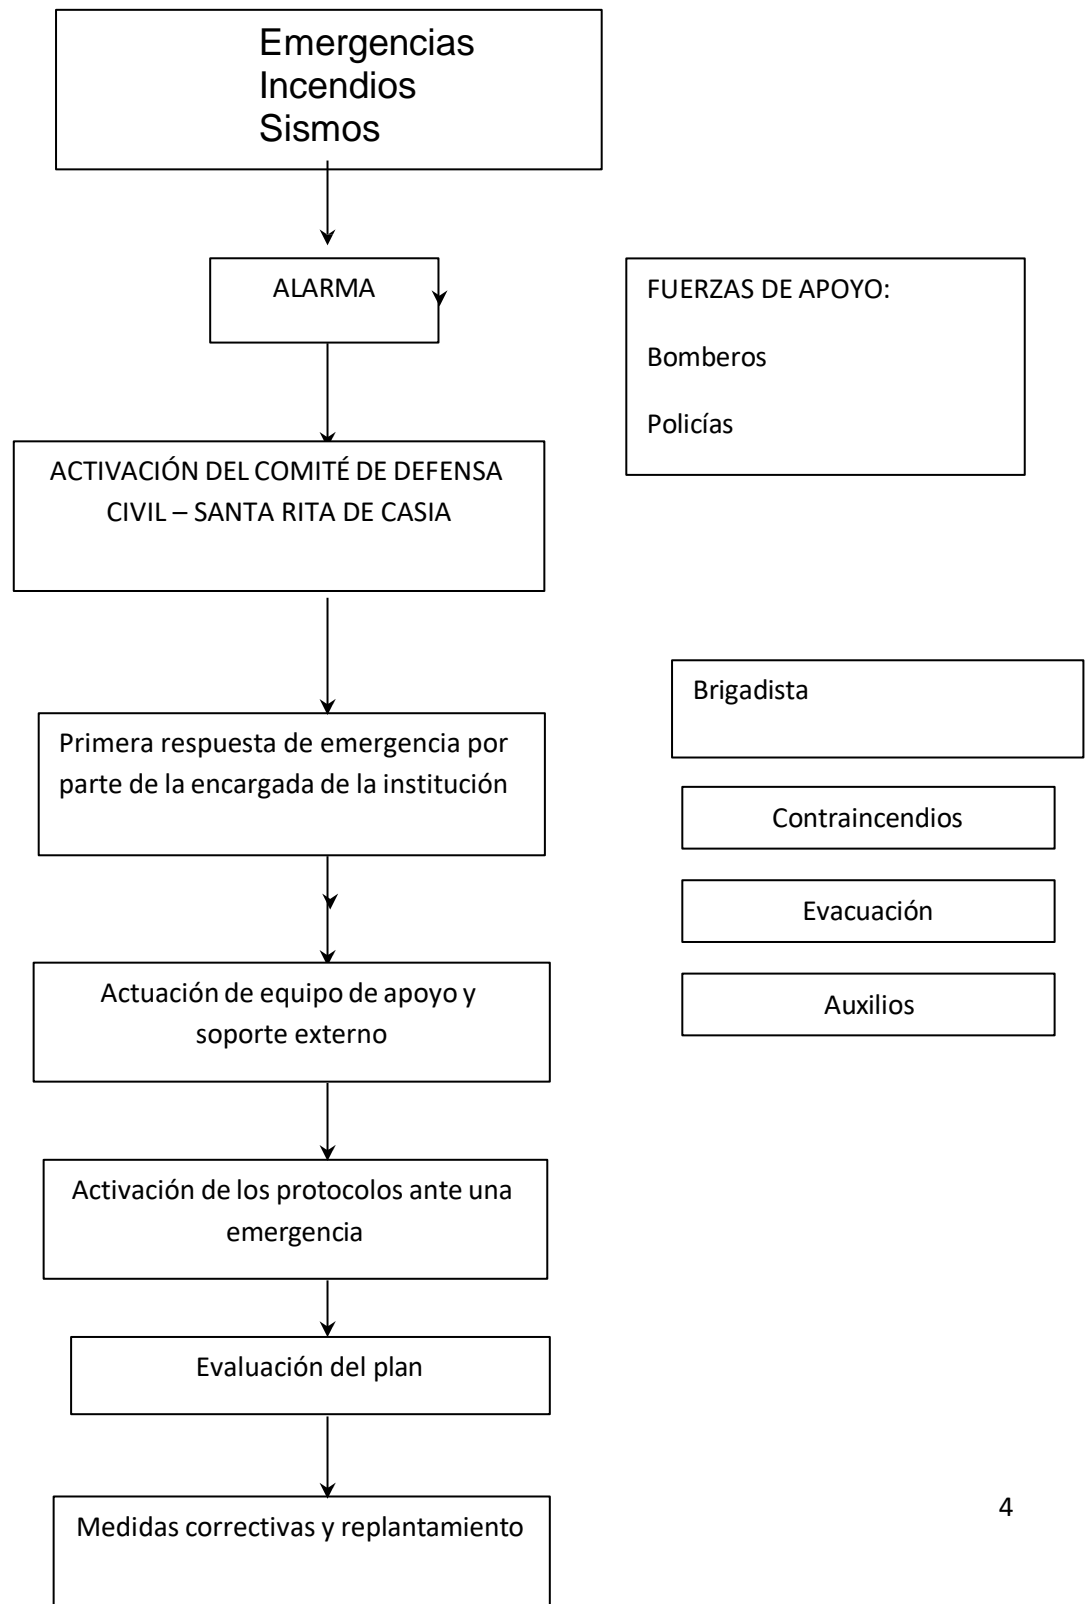 Emergencias
Incendios
Sismos
ALARMA
FUERZAS DE APOYO:
Bomberos
Policías
ACTIVACIÓN DEL COMITÉ DE DEFENSA
CIVIL – SANTA RITA DE CASIA
Brigadista
Primera respuesta de emergencia por
parte de la encargada de la institución
Contraincendios
Evacuación
Auxilios
Actuación de equipo de apoyo y
soporte externo
Activación de los protocolos ante una
emergencia
Evaluación del plan
Medidas correctivas y replantamiento
4